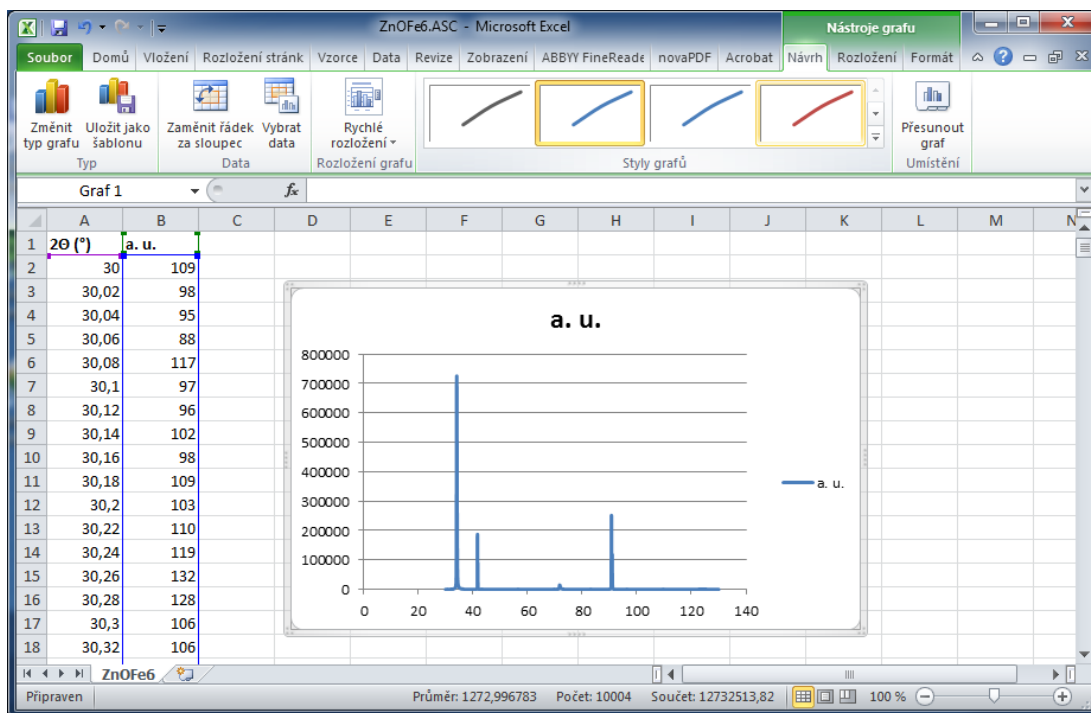 ZnOFe6.ASC - Microsoft Excel
Nástroje grafu
Soubor Domů Vložení Rozložení stránk Vzorce Data Revize Zobrazení ABBYY FineReade novaPDF Acrobat Návrh Rozložení Formát
Změnit typ grafu
Uložit jako šablonu
Zaměnit řádek za sloupec
Vybrat data
Rychlé rozložení
Přesunout graf
Typ Data Rozložení grafu Styly grafů Umístění
Graf 1 fx
A B C D E F G H I J K L M N
1 2Θ (°) a. u.
2 30 109
3 30,02 98
4 30,04 95
5 30,06 88
6 30,08 117
7 30,1 97
8 30,12 96
9 30,14 102
10 30,16 98
11 30,18 109
12 30,2 103
13 30,22 110
14 30,24 119
15 30,26 132
16 30,28 128
17 30,3 106
18 30,32 106
a. u.
800000
700000
600000
500000
400000
300000
200000
100000
0
0 20 40 60 80 100 120 140
a. u.
ZnOFe6
Připraven Průměr: 1272,996783 Počet: 10004 Součet: 12732513,82 100 %